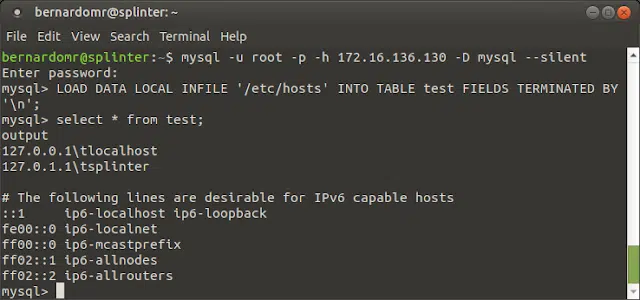 bernardomr@splinter: ~
File Edit View Search Terminal Help
bernardomr@splinter:~$ mysql -u root -p -h 172.16.136.130 -D mysql --silent
Enter password:
mysql> LOAD DATA LOCAL INFILE '/etc/hosts' INTO TABLE test FIELDS TERMINATED BY
'\n';
mysql> select * from test;
output
127.0.0.1\tlocalhost
127.0.1.1\tsplinter

# The following lines are desirable for IPv6 capable hosts
::1     ip6-localhost ip6-loopback
fe00::0 ip6-localnet
ff00::0 ip6-mcastprefix
ff02::1 ip6-allnodes
ff02::2 ip6-allrouters
mysql>